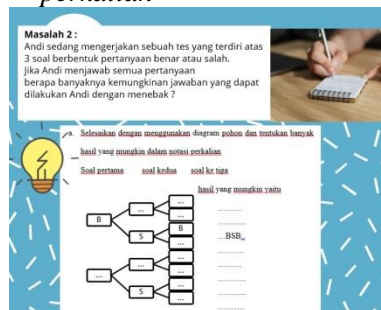 perkalian
Masalah 2 :
Andi sedang mengerjakan sebuah tes yang terdiri atas
3 soal berbentuk pertanyaan benar atau salah.
Jika Andi menjawab semua pertanyaan
berapa banyaknya kemungkinan jawaban yang dapat
dilakukan Andi dengan menebak ?
a. Selesaikan dengan menggunakan diagram pohon dan tentukan banyak
hasil yang mungkin dalam notasi perkalian
Soal pertama soal kedua soal ke tiga
hasil yang mungkin yaitu
...
...
...
..........
B
...
..........
S
B
...BSB...
...
..........
...
...
..........
...
...
..........
S
...
..........
...
..........